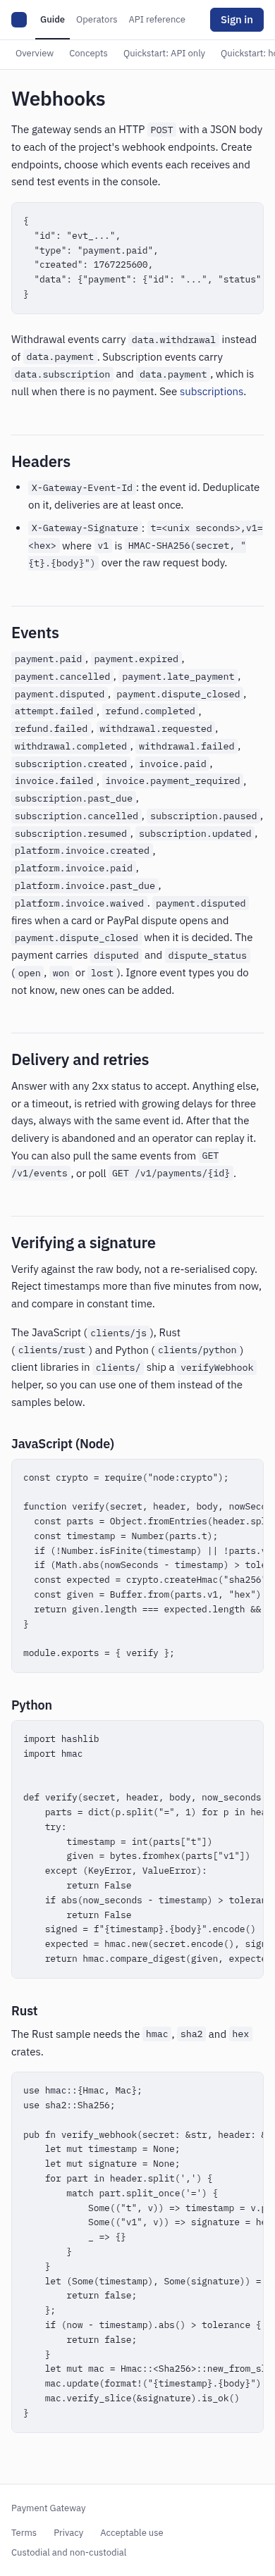 Guide Operators API reference Sign in
Overview Concepts Quickstart: API only Quickstart: h
Webhooks
The gateway sends an HTTP POST with a JSON body
to each of the project's webhook endpoints. Create
endpoints, choose which events each receives and
send test events in the console.
{
"id": "evt_...",
"type": "payment.paid",
"created": 1767225600,
"data": {"payment": {"id": "...", "status"
}
Withdrawal events carry data.withdrawal instead
of data.payment. Subscription events carry
data.subscription and data.payment, which is
null when there is no payment. See subscriptions.
Headers
• X-Gateway-Event-Id: the event id. Deduplicate
on it, deliveries are at least once.
• X-Gateway-Signature: t=<unix seconds>,v1=
<hex> where v1 is HMAC-SHA256(secret, "
{t}.{body}") over the raw request body.
Events
payment.paid, payment.expired,
payment.cancelled, payment.late_payment,
payment.disputed, payment.dispute_closed,
attempt.failed, refund.completed,
refund.failed, withdrawal.requested,
withdrawal.completed, withdrawal.failed,
subscription.created, invoice.paid,
invoice.failed, invoice.payment_required,
subscription.past_due,
subscription.cancelled, subscription.paused,
subscription.resumed, subscription.updated,
platform.invoice.created,
platform.invoice.paid,
platform.invoice.past_due,
platform.invoice.waived. payment.disputed
fires when a card or PayPal dispute opens and
payment.dispute_closed when it is decided. The
payment carries disputed and dispute_status
(open, won or lost). Ignore event types you do
not know, new ones can be added.
Delivery and retries
Answer with any 2xx status to accept. Anything else,
or a timeout, is retried with growing delays for three
days, always with the same event id. After that the
delivery is abandoned and an operator can replay it.
You can also pull the same events from GET
/v1/events, or poll GET /v1/payments/{id}.
Verifying a signature
Verify against the raw body, not a re-serialised copy.
Reject timestamps more than five minutes from now,
and compare in constant time.
The JavaScript (clients/js), Rust
(clients/rust) and Python (clients/python)
client libraries in clients/ ship a verifyWebhook
helper, so you can use one of them instead of the
samples below.
JavaScript (Node)
const crypto = require("node:crypto");
function verify(secret, header, body, nowSeco
const parts = Object.fromEntries(header.spl
const timestamp = Number(parts.t);
if (!Number.isFinite(timestamp) || !parts.v
if (Math.abs(nowSeconds - timestamp) > tole
const expected = crypto.createHmac("sha256"
const given = Buffer.from(parts.v1, "hex")
return given.length === expected.length &&
}
module.exports = { verify };
Python
import hashlib
import hmac
def verify(secret, header, body, now_seconds
parts = dict(p.split("=", 1) for p in hea
try:
timestamp = int(parts["t"])
given = bytes.fromhex(parts["v1"])
except (KeyError, ValueError):
return False
if abs(now_seconds - timestamp) > toleran
return False
signed = f"{timestamp}.{body}".encode()
expected = hmac.new(secret.encode(), sign
return hmac.compare_digest(given, expecte
Rust
The Rust sample needs the hmac, sha2 and hex
crates.
use hmac::{Hmac, Mac};
use sha2::Sha256;
pub fn verify_webhook(secret: &str, header: &
let mut timestamp = None;
let mut signature = None;
for part in header.split(',') {
match part.split_once('=') {
Some(("t", v)) => timestamp = v.p
Some(("v1", v)) => signature = he
_ => {}
}
}
let (Some(timestamp), Some(signature)) =
return false;
};
if (now - timestamp).abs() > tolerance {
return false;
}
let mut mac = Hmac::<Sha256>::new_from_sl
mac.update(format!("{timestamp}.{body}")
mac.verify_slice(&signature).is_ok()
}
Payment Gateway
Terms Privacy Acceptable use
Custodial and non-custodial